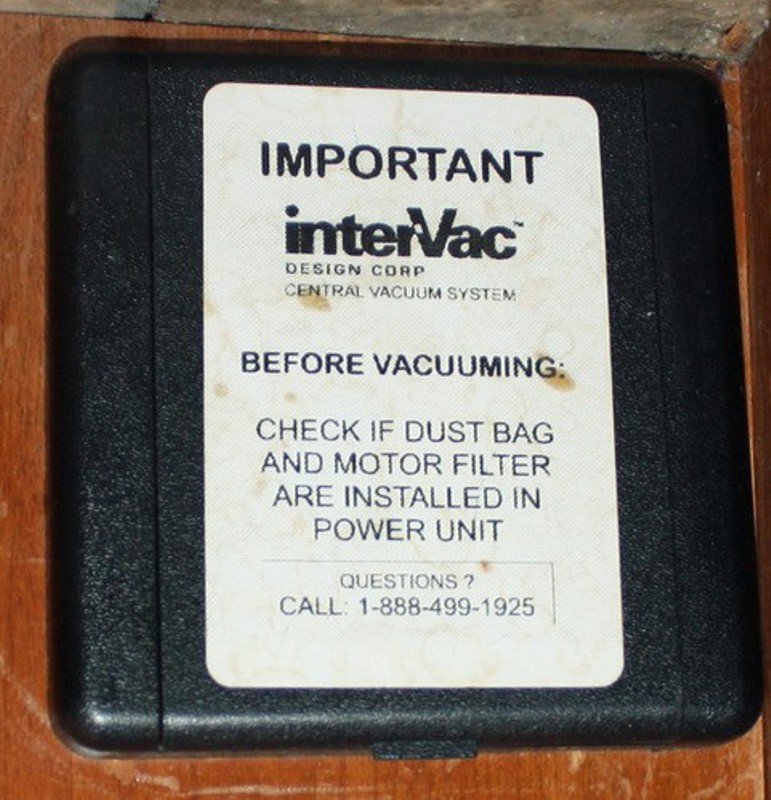 IMPORTANT
interVac™
DESIGN CORP
CENTRAL VACUUM SYSTEM
BEFORE VACUUMING:
CHECK IF DUST BAG
AND MOTOR FILTER
ARE INSTALLED IN
POWER UNIT
QUESTIONS ?
CALL: 1-888-499-1925